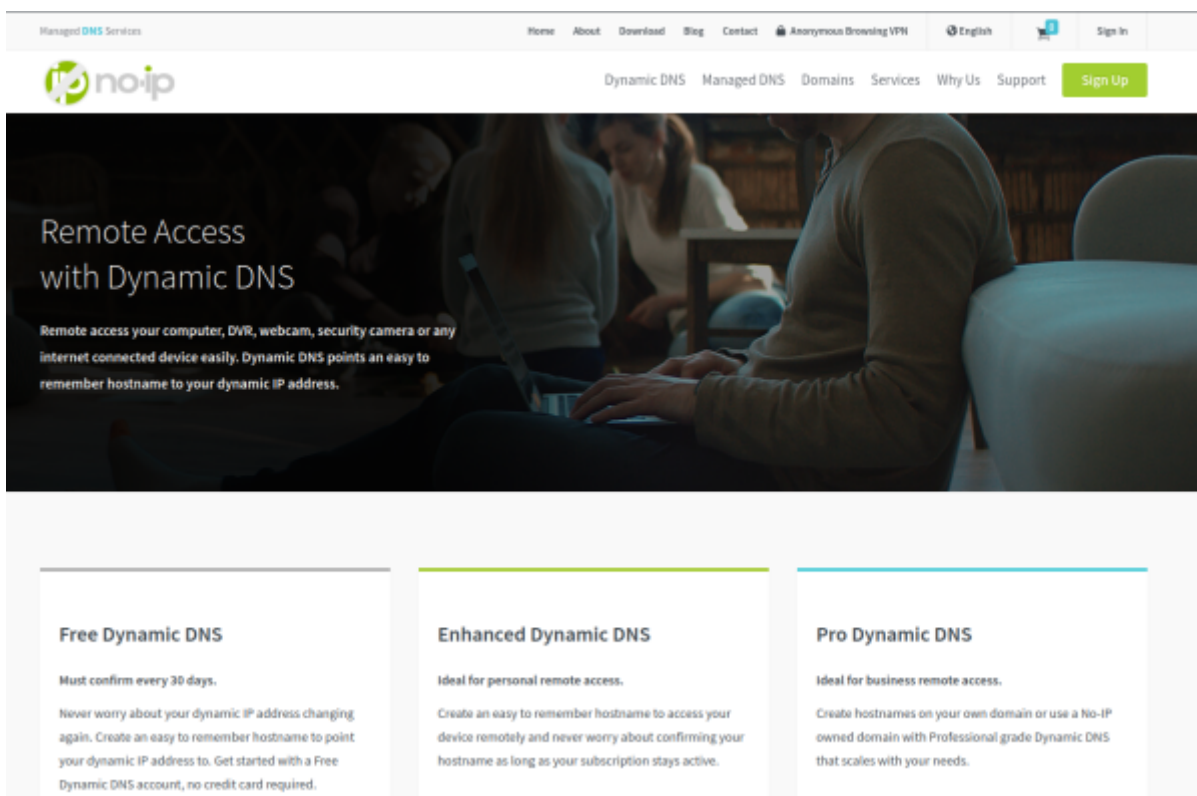 Managed DNS Services
Home About Download Blog Contact Anonymous Browsing VPN English 0 Sign In
no·ip
Dynamic DNS Managed DNS Domains Services Why Us Support Sign Up
Remote Access
with Dynamic DNS
Remote access your computer, DVR, webcam, security camera or any
internet connected device easily. Dynamic DNS points an easy to
remember hostname to your dynamic IP address.
Free Dynamic DNS
Must confirm every 30 days.
Never worry about your dynamic IP address changing
again. Create an easy to remember hostname to point
your dynamic IP address to. Get started with a Free
Dynamic DNS account, no credit card required.
Enhanced Dynamic DNS
Ideal for personal remote access.
Create an easy to remember hostname to access your
device remotely and never worry about confirming your
hostname as long as your subscription stays active.
Pro Dynamic DNS
Ideal for business remote access.
Create hostnames on your own domain or use a No-IP
owned domain with Professional grade Dynamic DNS
that scales with your needs.